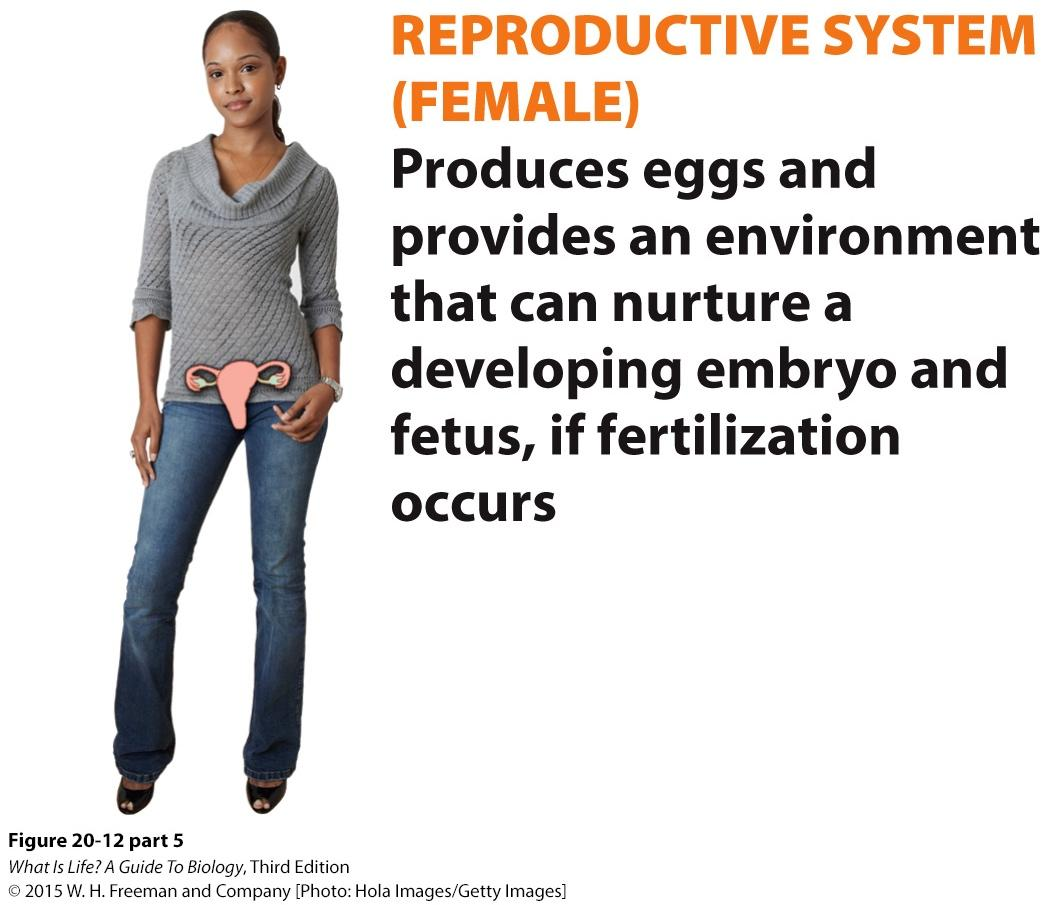 REPRODUCTIVE SYSTEM
(FEMALE)
Produces eggs and
provides an environment
that can nurture a
developing embryo and
fetus, if fertilization
occurs
Figure 20-12 part 5
What Is Life? A Guide To Biology, Third Edition
© 2015 W. H. Freeman and Company [Photo: Hola Images/Getty Images]